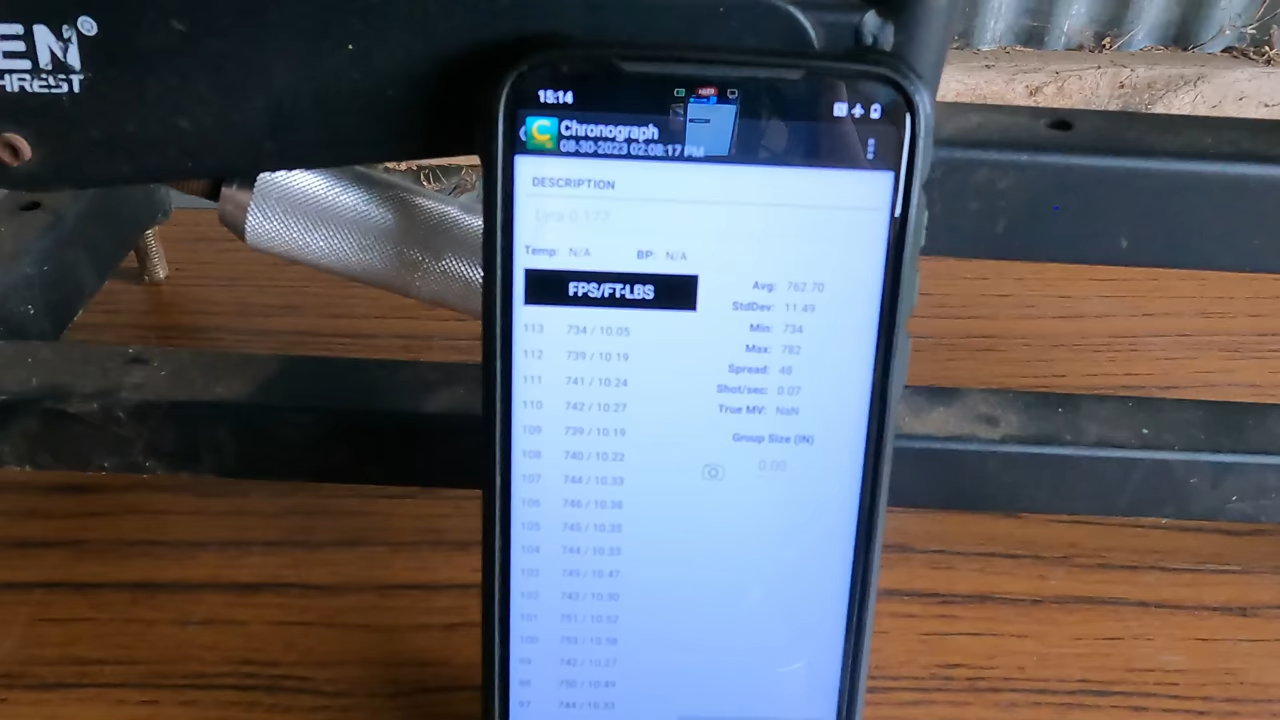 EN®
HREST
15:14
Chronograph
08-30-2023 02:08:17 PM
DESCRIPTION
Temp: N/A BP: N/A
FPS/FT-LBS
Avg: 762.70
StdDev: 11.49
Min: 734
Max: 782
Spread: 48
Shot/sec: 0.07
True MV: NaN
Group Size (IN)
0.00
113 734 / 10.05
112 739 / 10.19
111 741 / 10.24
110 742 / 10.27
109 739 / 10.19
108 740 / 10.22
107 744 / 10.33
106 746 / 10.38
105 745 / 10.35
104 744 / 10.33
103 749 / 10.47
102 743 / 10.30
101 751 / 10.52
100 753 / 10.58
99 742 / 10.27
98 750 / 10.49
97 744 / 10.33